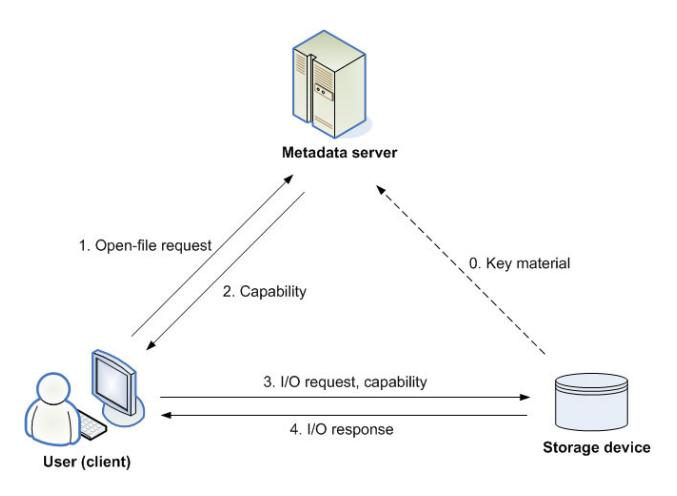 Metadata server
1. Open-file request
0. Key material
2. Capability
3. I/O request, capability
4. I/O response
Storage device
User (client)